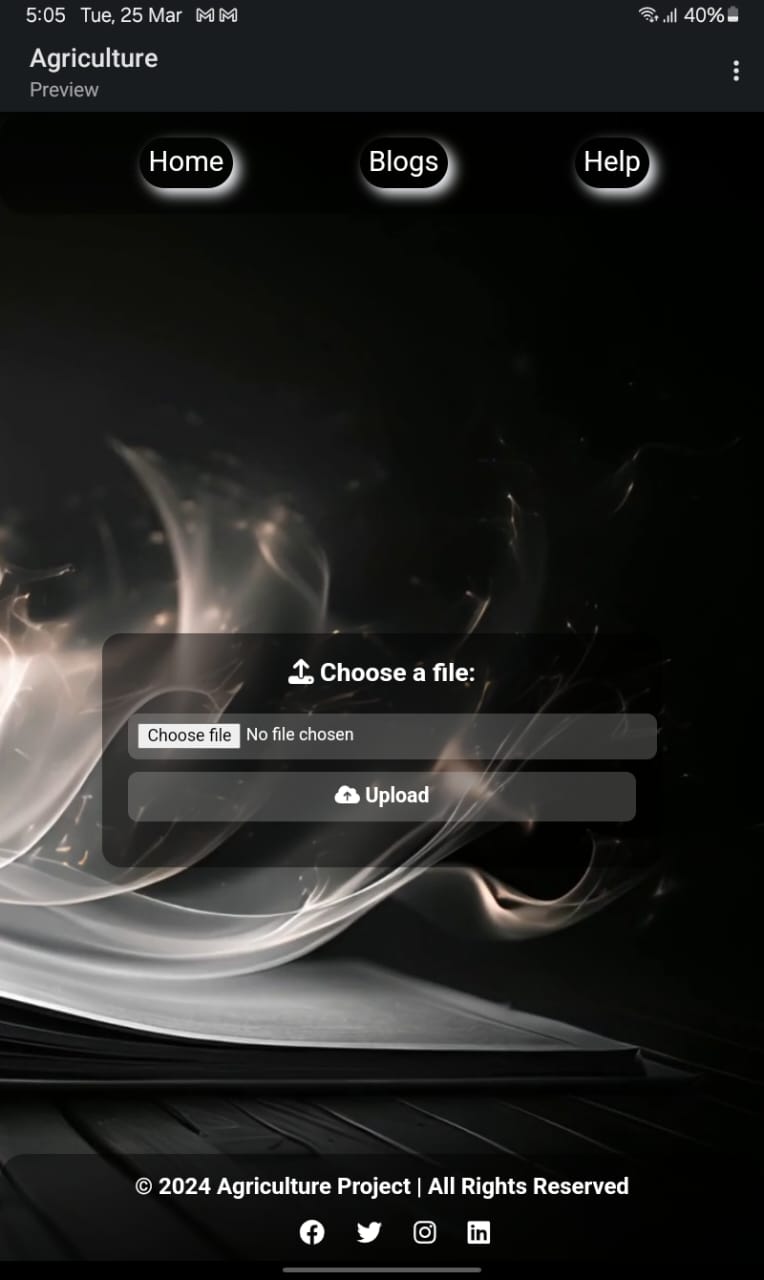 5:05 Tue, 25 Mar 40%
Agriculture
Preview
Home Blogs Help
Choose a file:
Choose file No file chosen
Upload
© 2024 Agriculture Project | All Rights Reserved